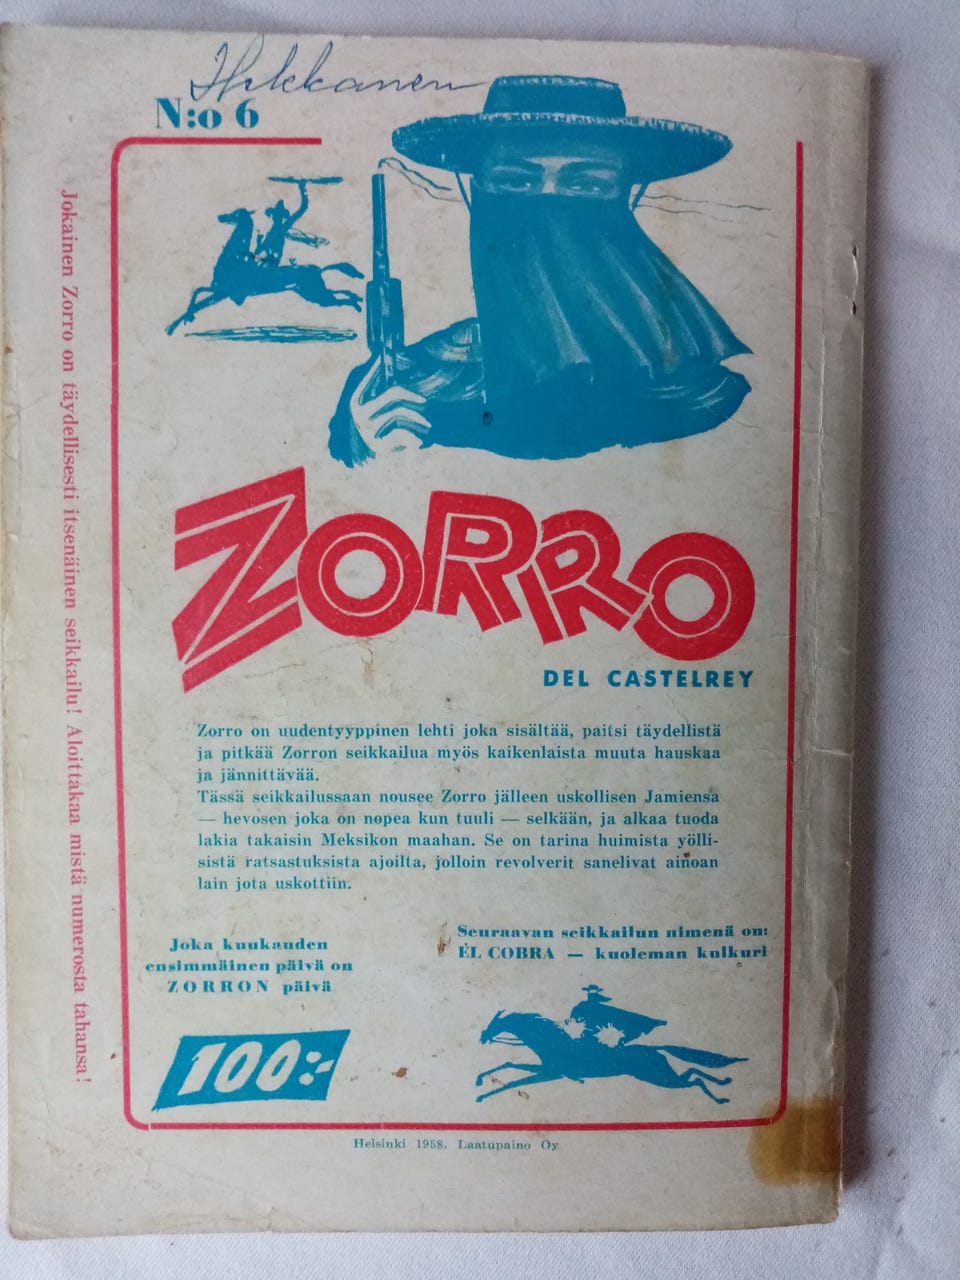 Hekkanen
N:o 6
Jokainen Zorro on täydellisesti itsenäinen seikkailu! Aloittakaa mistä numerosta tahansa!
ZORRO
DEL CASTELREY
Zorro on uudentyyppinen lehti joka sisältää, paitsi täydellistä
ja pitkää Zorron seikkailua myös kaikenlaista muuta hauskaa
ja jännittävää.
Tässä seikkailussaan nousee Zorro jälleen uskollisen Jamiensa
— hevosen joka on nopea kun tuuli — selkään, ja alkaa tuoda
lakia takaisin Meksikon maahan. Se on tarina huimista yölli-
sistä ratsastuksista ajoilta, jolloin revolverit sanelivat ainoan
lain jota uskottiin.
Joka kuukauden
ensimmäinen päivä on
ZORRON päivä
Seuraavan seikkailun nimenä on:
EL COBRA — kuoleman kulkuri
100:-
Helsinki 1958. Laatupaino Oy